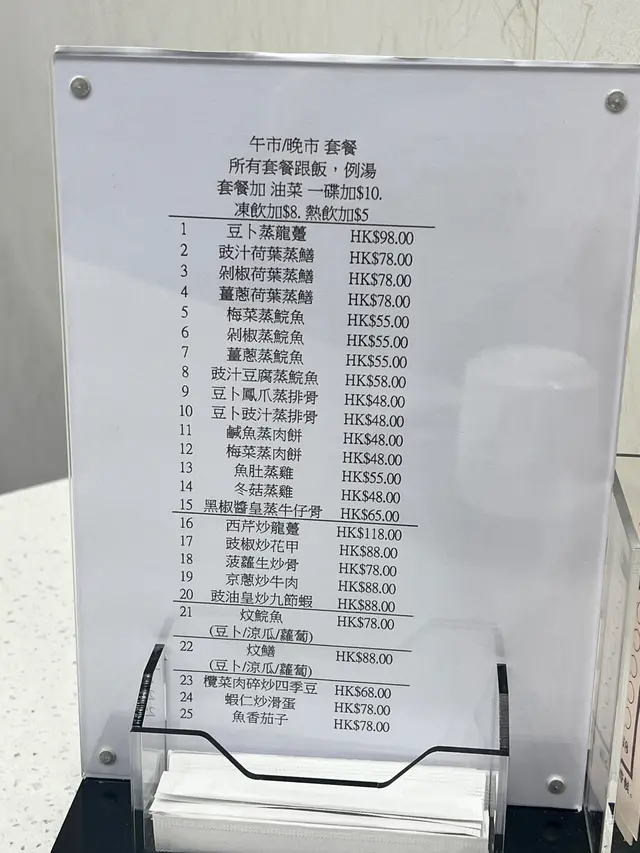 午市/晚市 套餐
所有套餐跟飯，例湯
套餐加 油菜 一碟加$10.
凍飲加$8. 熱飲加$5
1 豆卜蒸龍躉 HK$98.00
2 豉汁荷葉蒸鱔 HK$78.00
3 剁椒荷葉蒸鱔 HK$78.00
4 薑蔥荷葉蒸鱔 HK$78.00
5 梅菜蒸鯇魚 HK$55.00
6 剁椒蒸鯇魚 HK$55.00
7 薑蔥蒸鯇魚 HK$55.00
8 豉汁豆腐蒸鯇魚 HK$58.00
9 豆卜鳳爪蒸排骨 HK$48.00
10 豆卜豉汁蒸排骨 HK$48.00
11 鹹魚蒸肉餅 HK$48.00
12 梅菜蒸肉餅 HK$48.00
13 魚肚蒸雞 HK$55.00
14 冬菇蒸雞 HK$48.00
15 黑椒醬皇蒸牛仔骨 HK$65.00
16 西芹炒龍躉 HK$118.00
17 豉椒炒花甲 HK$88.00
18 菠蘿生炒骨 HK$78.00
19 京蔥炒牛肉 HK$88.00
20 豉油皇炒九節蝦 HK$88.00
21 炆鯇魚 HK$78.00
(豆卜/涼瓜/蘿蔔)
22 炆鱔 HK$88.00
(豆卜/涼瓜/蘿蔔)
23 欖菜肉碎炒四季豆 HK$68.00
24 蝦仁炒滑蛋 HK$78.00
25 魚香茄子 HK$78.00